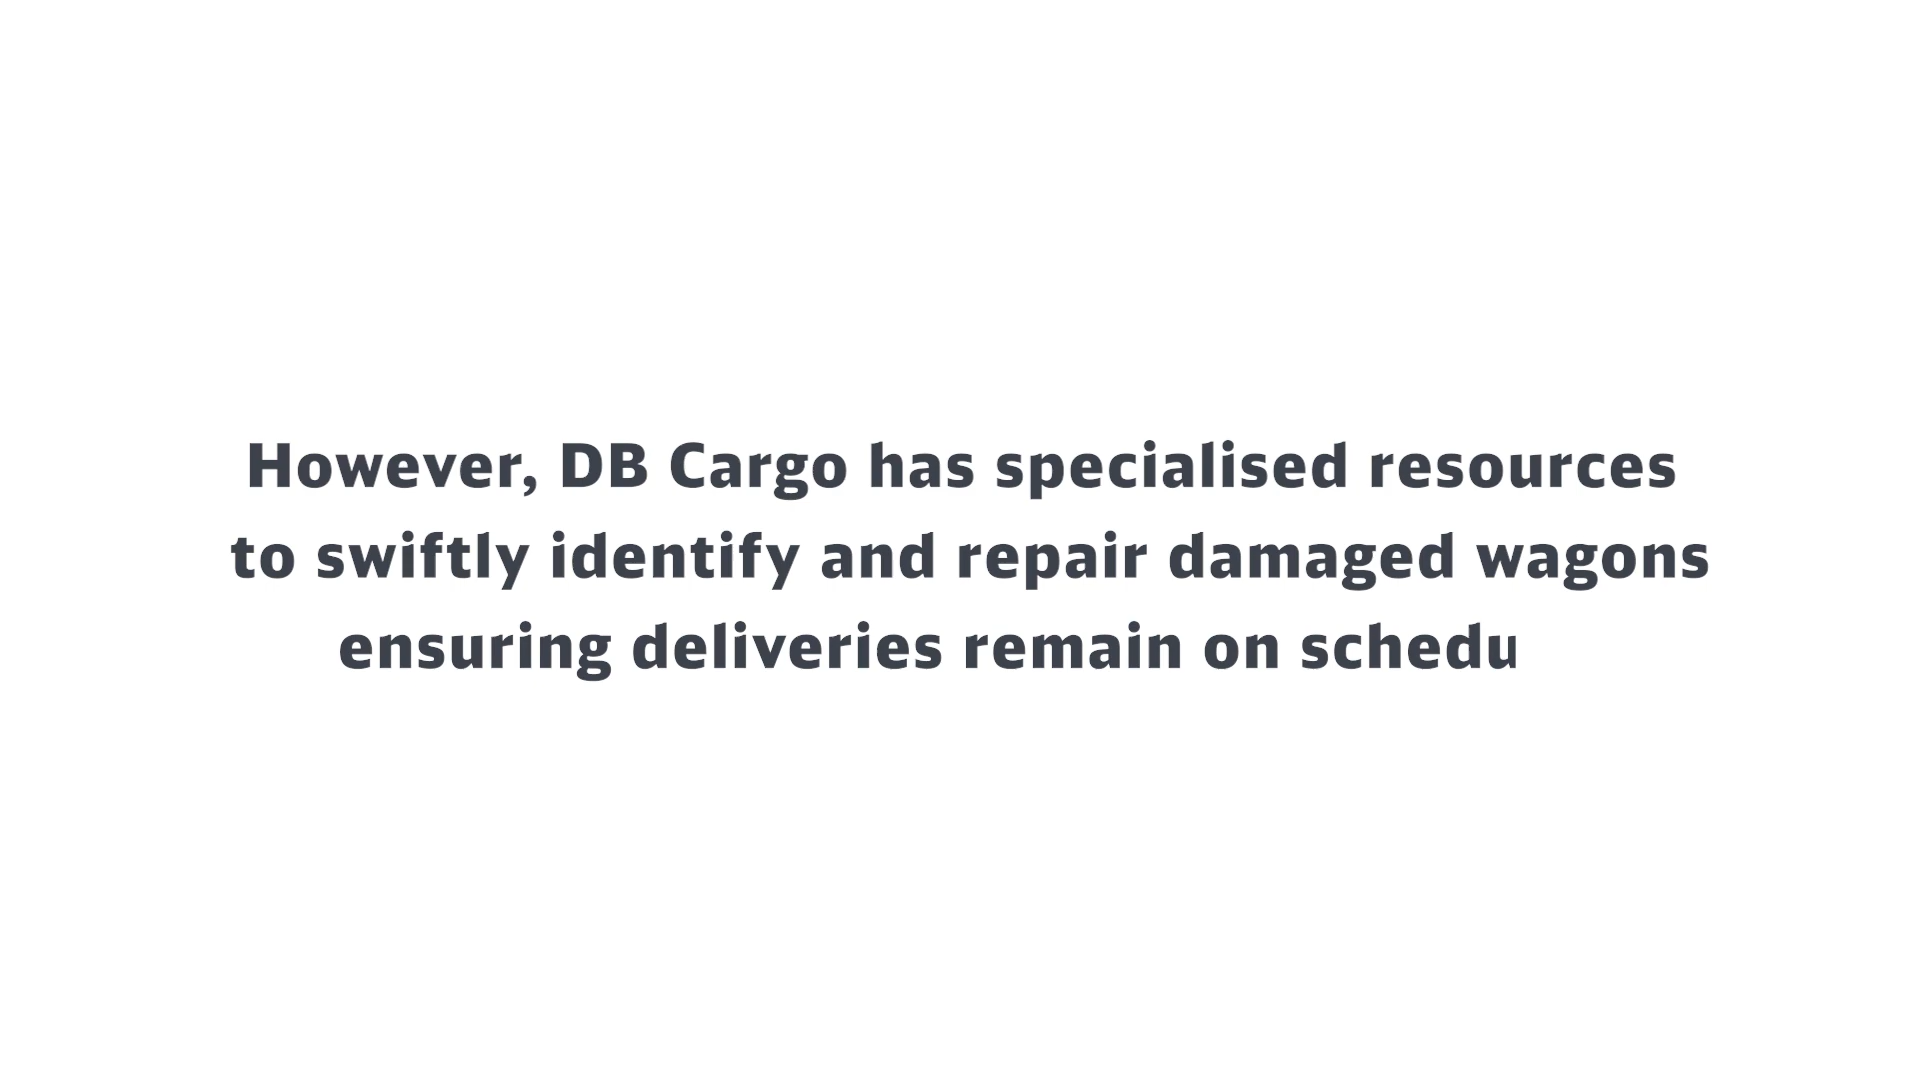 However, DB Cargo has specialised resources
to swiftly identify and repair damaged wagons
ensuring deliveries remain on schedu